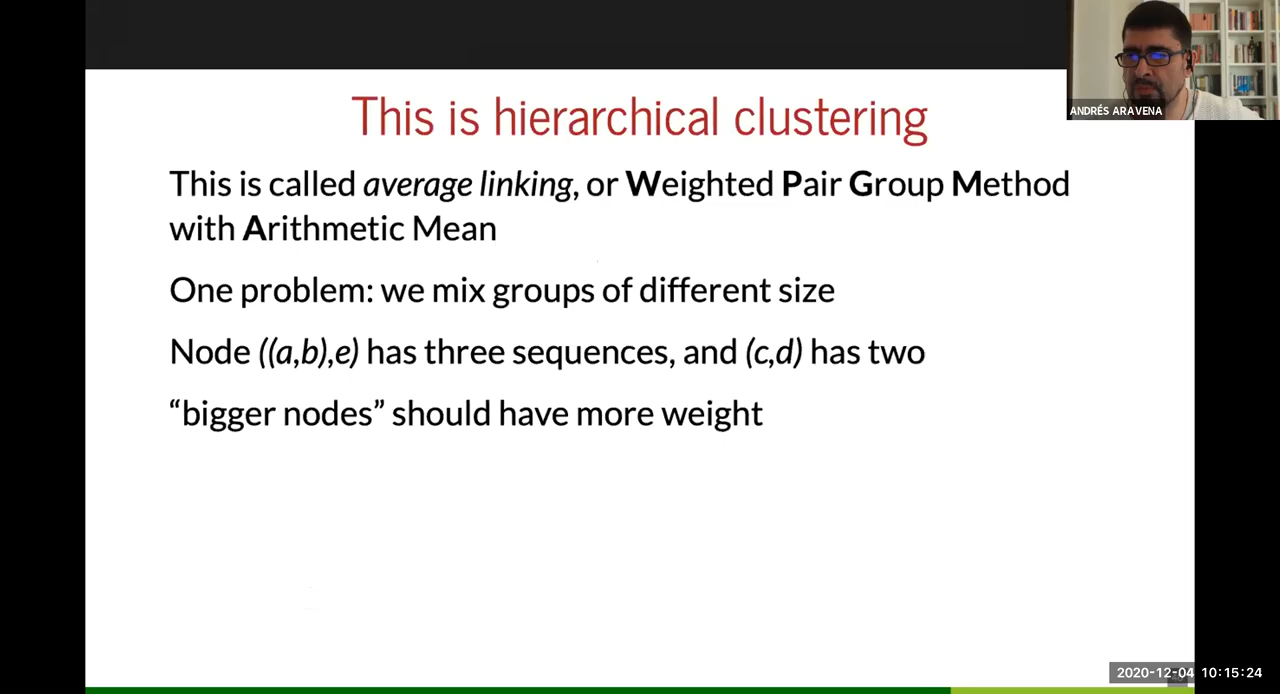 This is hierarchical clustering
This is called average linking, or Weighted Pair Group Method
with Arithmetic Mean
One problem: we mix groups of different size
Node ((a,b),e) has three sequences, and (c,d) has two
“bigger nodes” should have more weight
ANDRÉS ARAVENA
2020-12-04 10:15:24